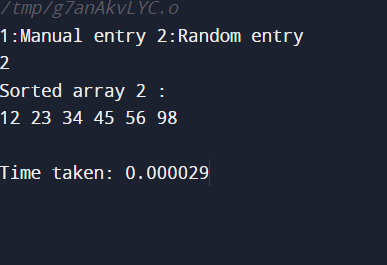 /tmp/g7anAkvLYC.o
1:Manual entry 2:Random entry
2
Sorted array 2 :
12 23 34 45 56 98
Time taken: 0.000029